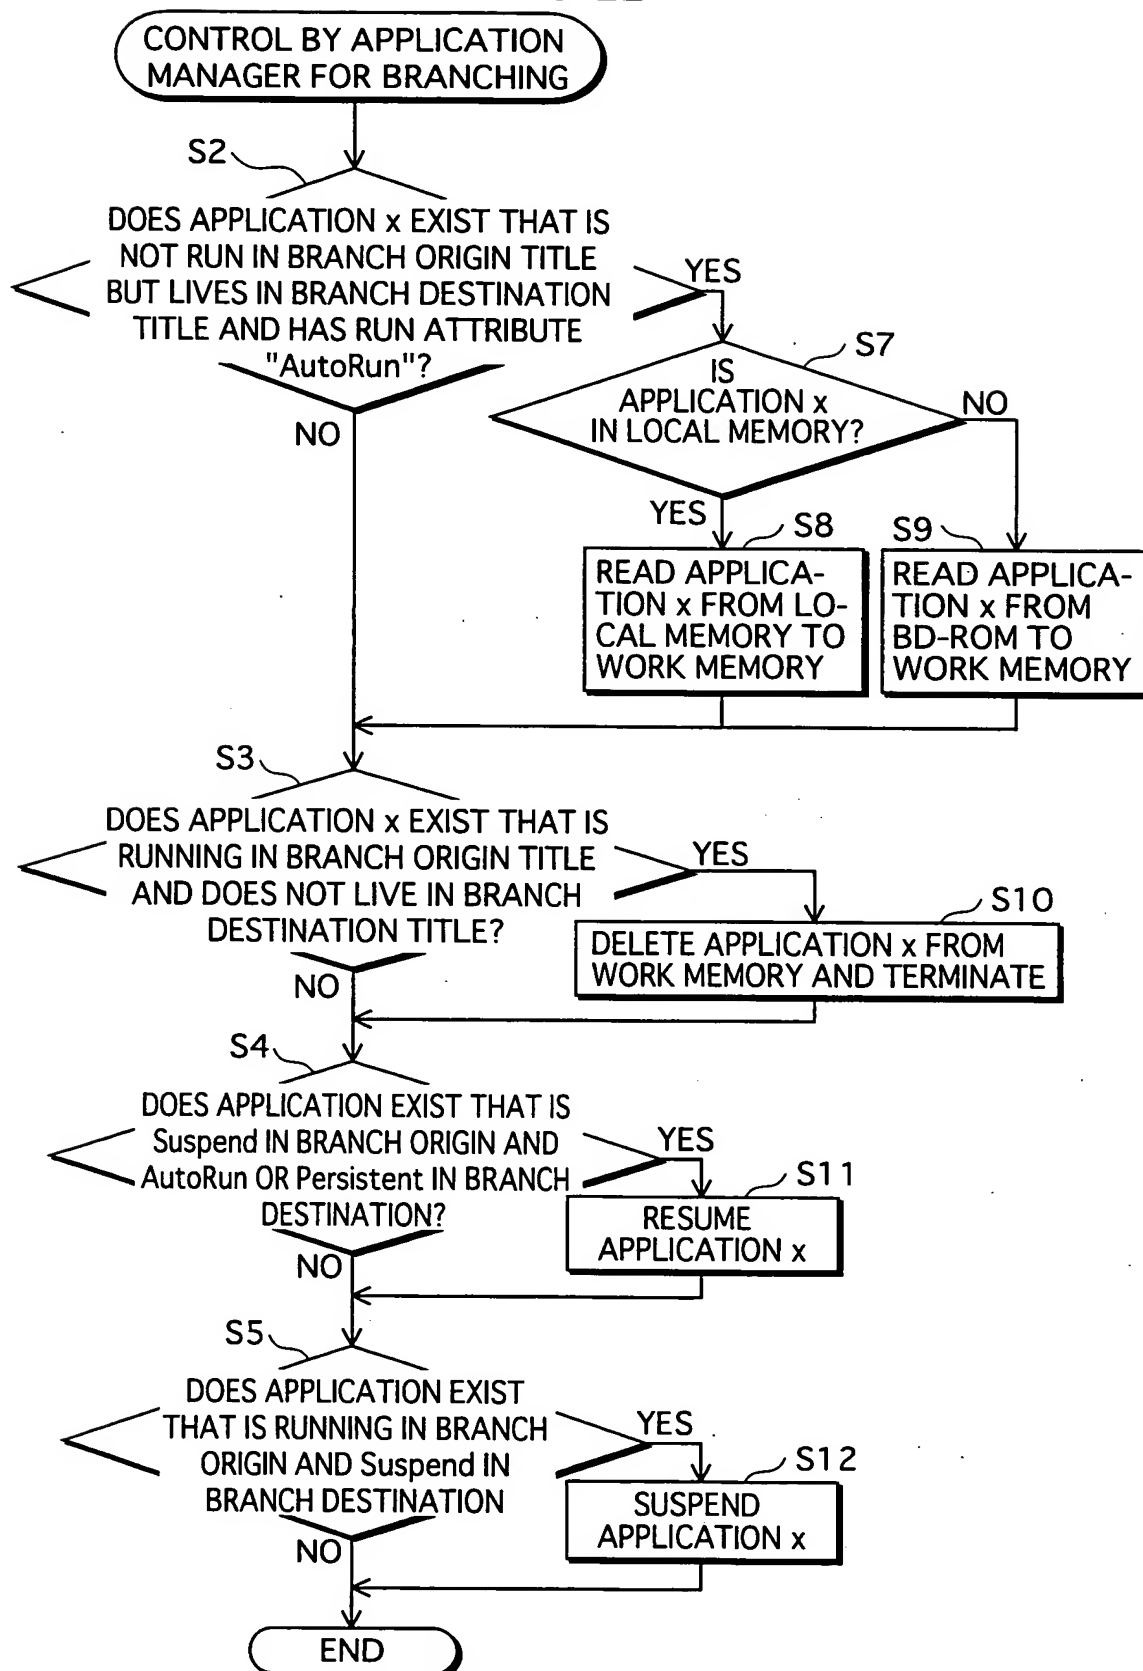 CONTROL BY APPLICATION
MANAGER FOR BRANCHING
S2
DOES APPLICATION x EXIST THAT IS
NOT RUN IN BRANCH ORIGIN TITLE
BUT LIVES IN BRANCH DESTINATION
TITLE AND HAS RUN ATTRIBUTE
"AutoRun"?
YES
NO
S7
IS
APPLICATION x
IN LOCAL MEMORY?
NO
YES
S8
READ APPLICA-
TION x FROM LO-
CAL MEMORY TO
WORK MEMORY
S9
READ APPLICA-
TION x FROM
BD-ROM TO
WORK MEMORY
S3
DOES APPLICATION x EXIST THAT IS
RUNNING IN BRANCH ORIGIN TITLE
AND DOES NOT LIVE IN BRANCH
DESTINATION TITLE?
YES
NO
S10
DELETE APPLICATION x FROM
WORK MEMORY AND TERMINATE
S4
DOES APPLICATION EXIST THAT IS
Suspend IN BRANCH ORIGIN AND
AutoRun OR Persistent IN BRANCH
DESTINATION?
YES
NO
S11
RESUME
APPLICATION x
S5
DOES APPLICATION EXIST
THAT IS RUNNING IN BRANCH
ORIGIN AND Suspend IN
BRANCH DESTINATION
YES
NO
S12
SUSPEND
APPLICATION x
END